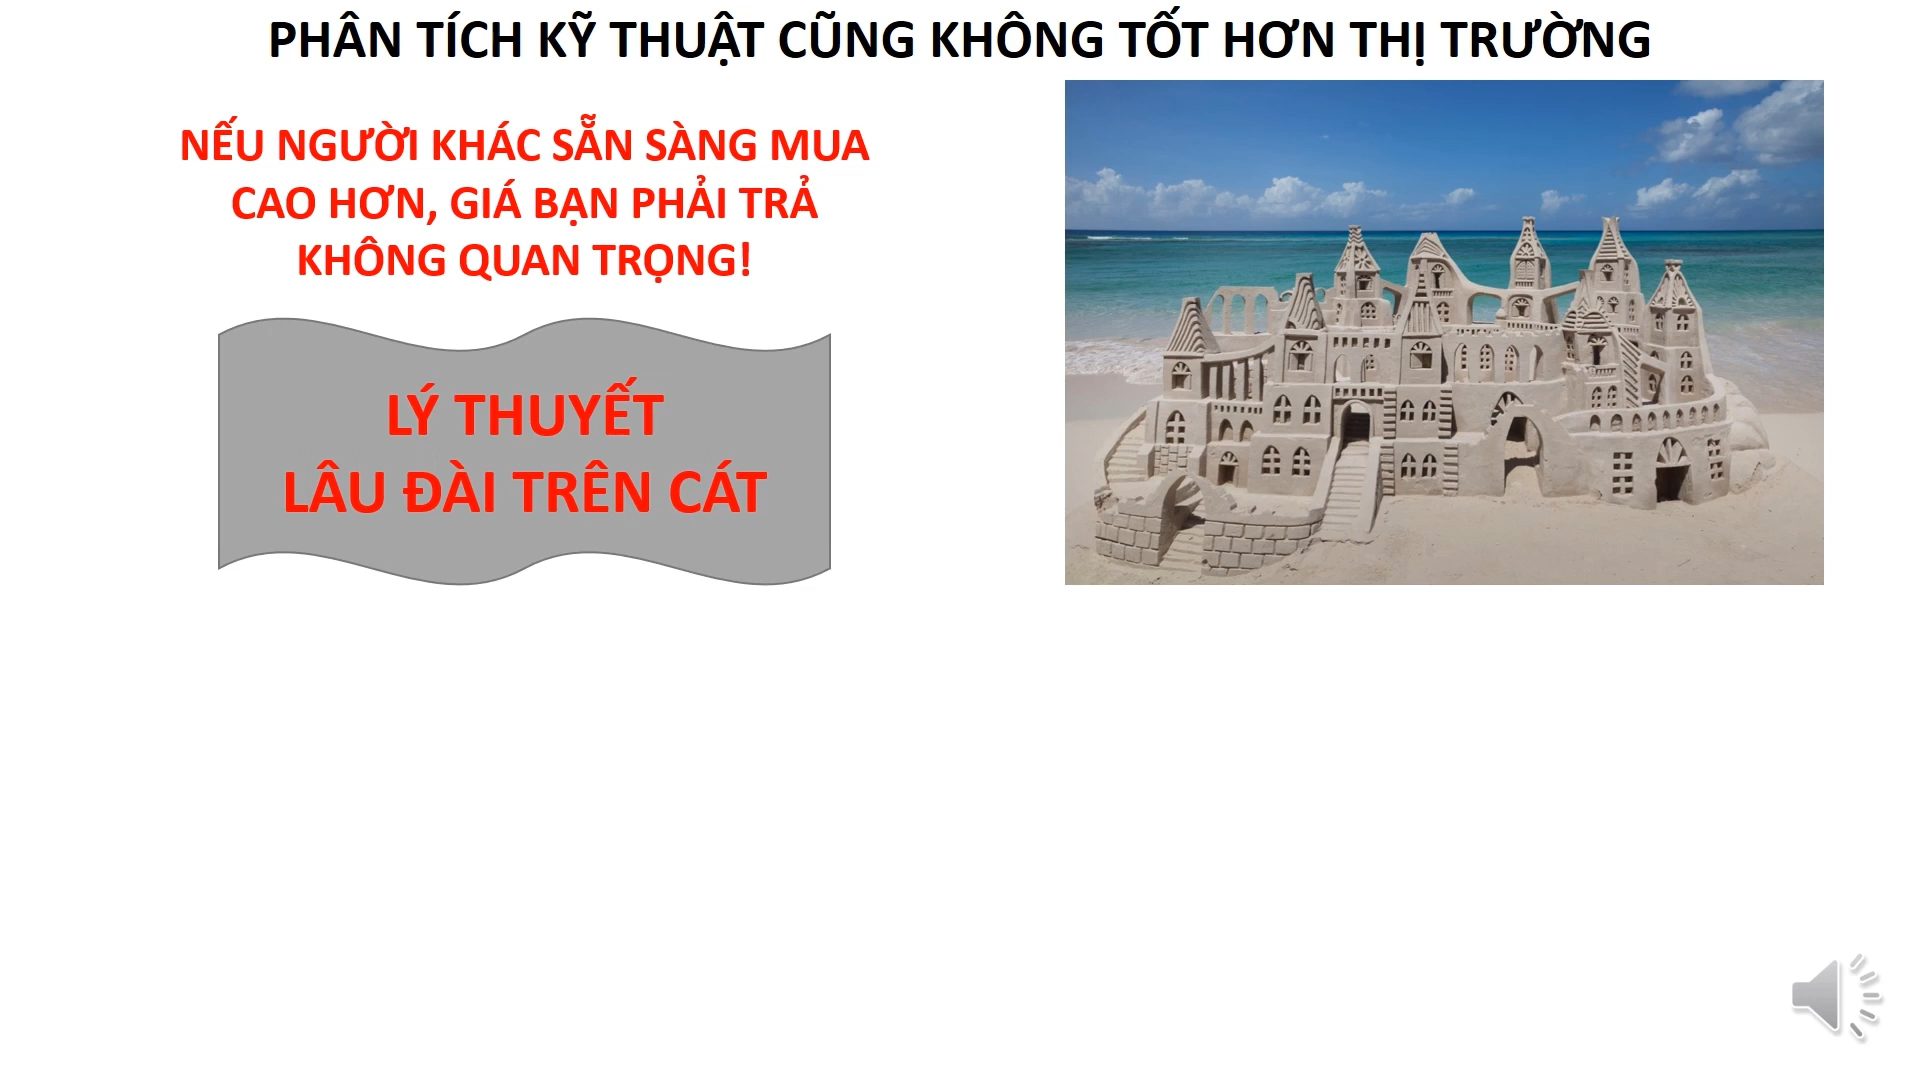 PHÂN TÍCH KỸ THUẬT CŨNG KHÔNG TỐT HƠN THỊ TRƯỜNG
NẾU NGƯỜI KHÁC SẴN SÀNG MUA
CAO HƠN, GIÁ BẠN PHẢI TRẢ
KHÔNG QUAN TRỌNG!
LÝ THUYẾT
LÂU ĐÀI TRÊN CÁT